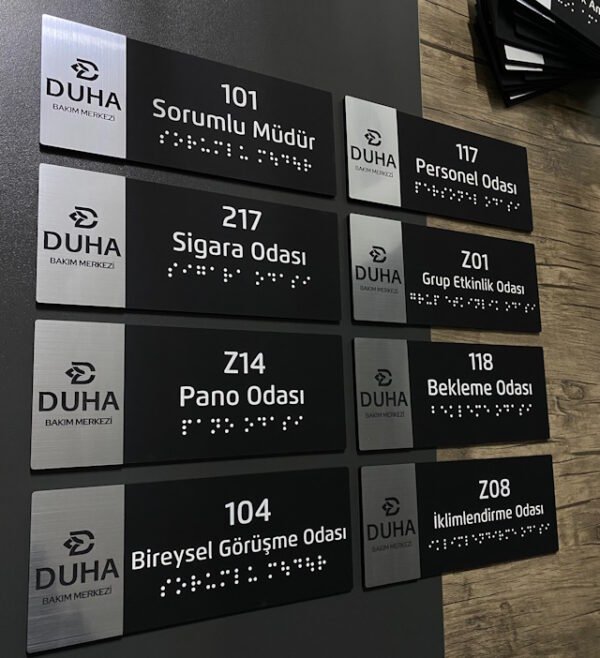 DUHA
BAKIM MERKEZİ
101
Sorumlu Müdür
DUHA
BAKIM MERKEZİ
117
Personel Odası
DUHA
BAKIM MERKEZİ
217
Sigara Odası
DUHA
BAKIM MERKEZİ
Z01
Grup Etkinlik Odası
DUHA
BAKIM MERKEZİ
Z14
Pano Odası
DUHA
BAKIM MERKEZİ
118
Bekleme Odası
DUHA
BAKIM MERKEZİ
104
Bireysel Görüşme Odası
DUHA
BAKIM MERKEZİ
Z08
İklimlendirme Odası